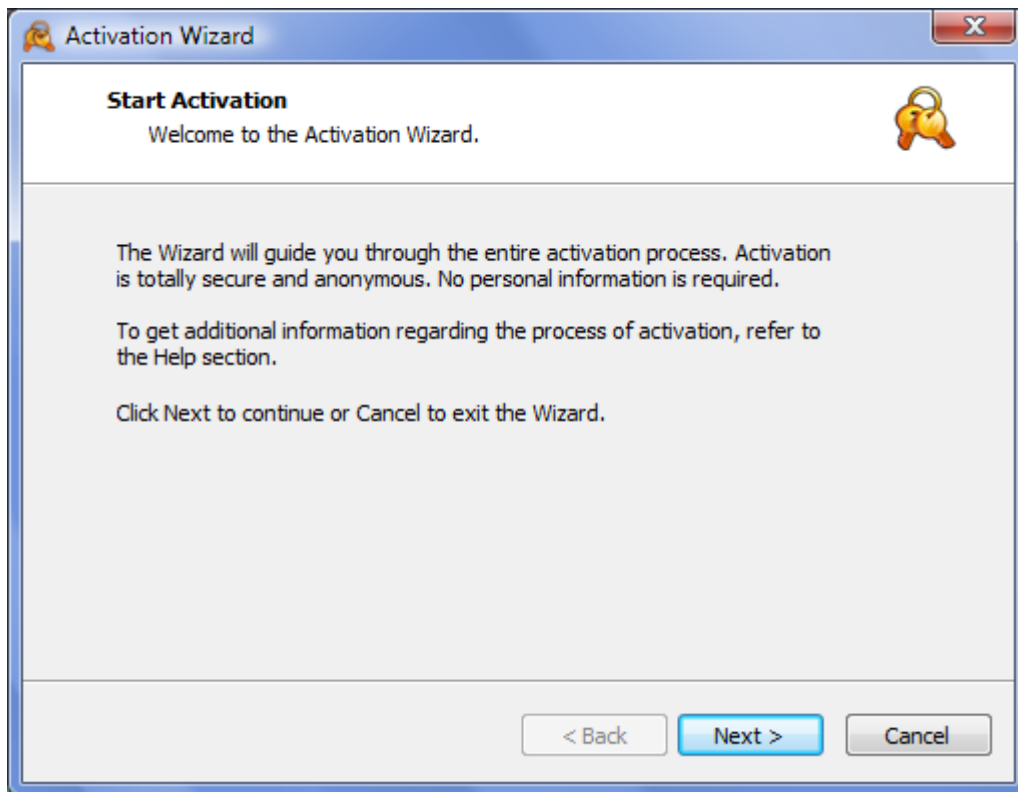 Activation Wizard
Start Activation
Welcome to the Activation Wizard.
The Wizard will guide you through the entire activation process. Activation
is totally secure and anonymous. No personal information is required.
To get additional information regarding the process of activation, refer to
the Help section.
Click Next to continue or Cancel to exit the Wizard.
< Back
Next >
Cancel